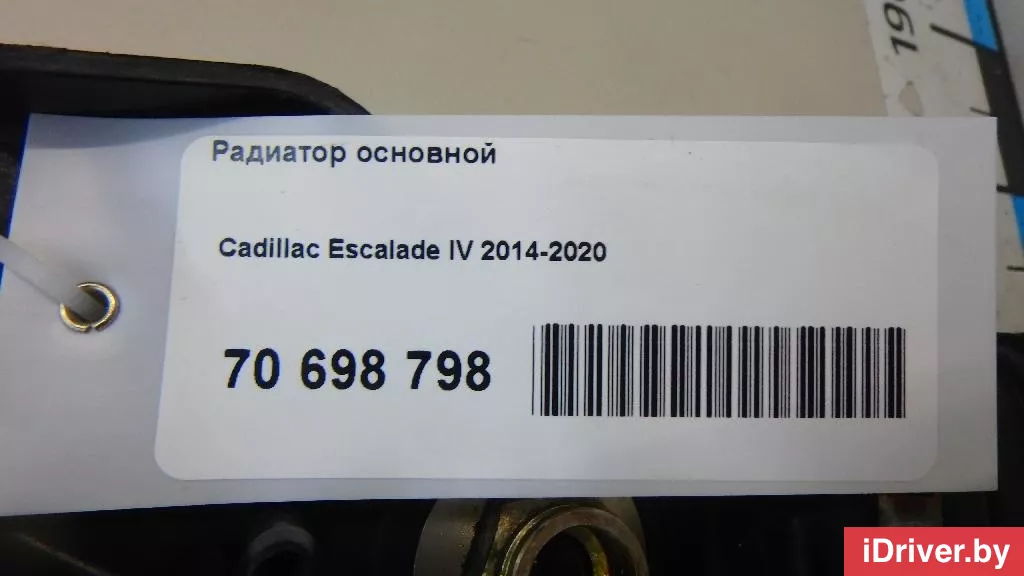 Радиатор основной
Cadillac Escalade IV 2014-2020
70 698 798
iDriver.by